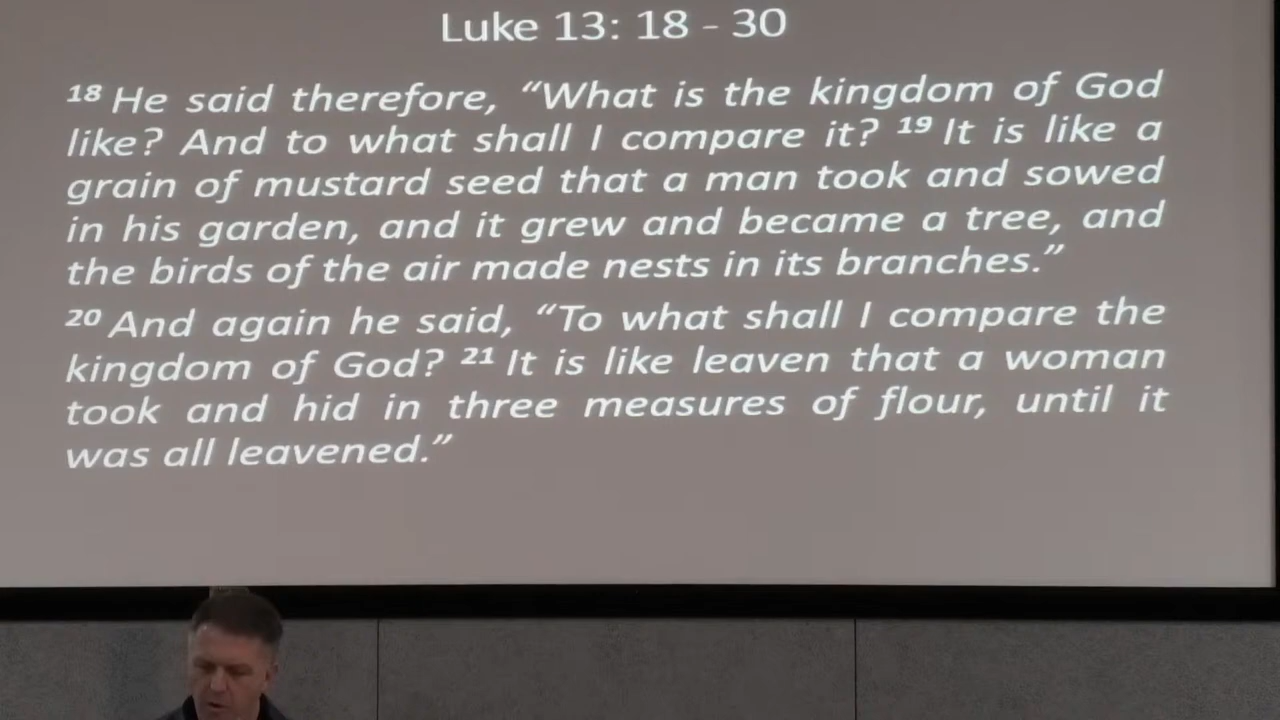 Luke 13: 18 - 30
18 He said therefore, “What is the kingdom of God
like? And to what shall I compare it? 19 It is like a
grain of mustard seed that a man took and sowed
in his garden, and it grew and became a tree, and
the birds of the air made nests in its branches.”
20 And again he said, “To what shall I compare the
kingdom of God? 21 It is like leaven that a woman
took and hid in three measures of flour, until it
was all leavened.”